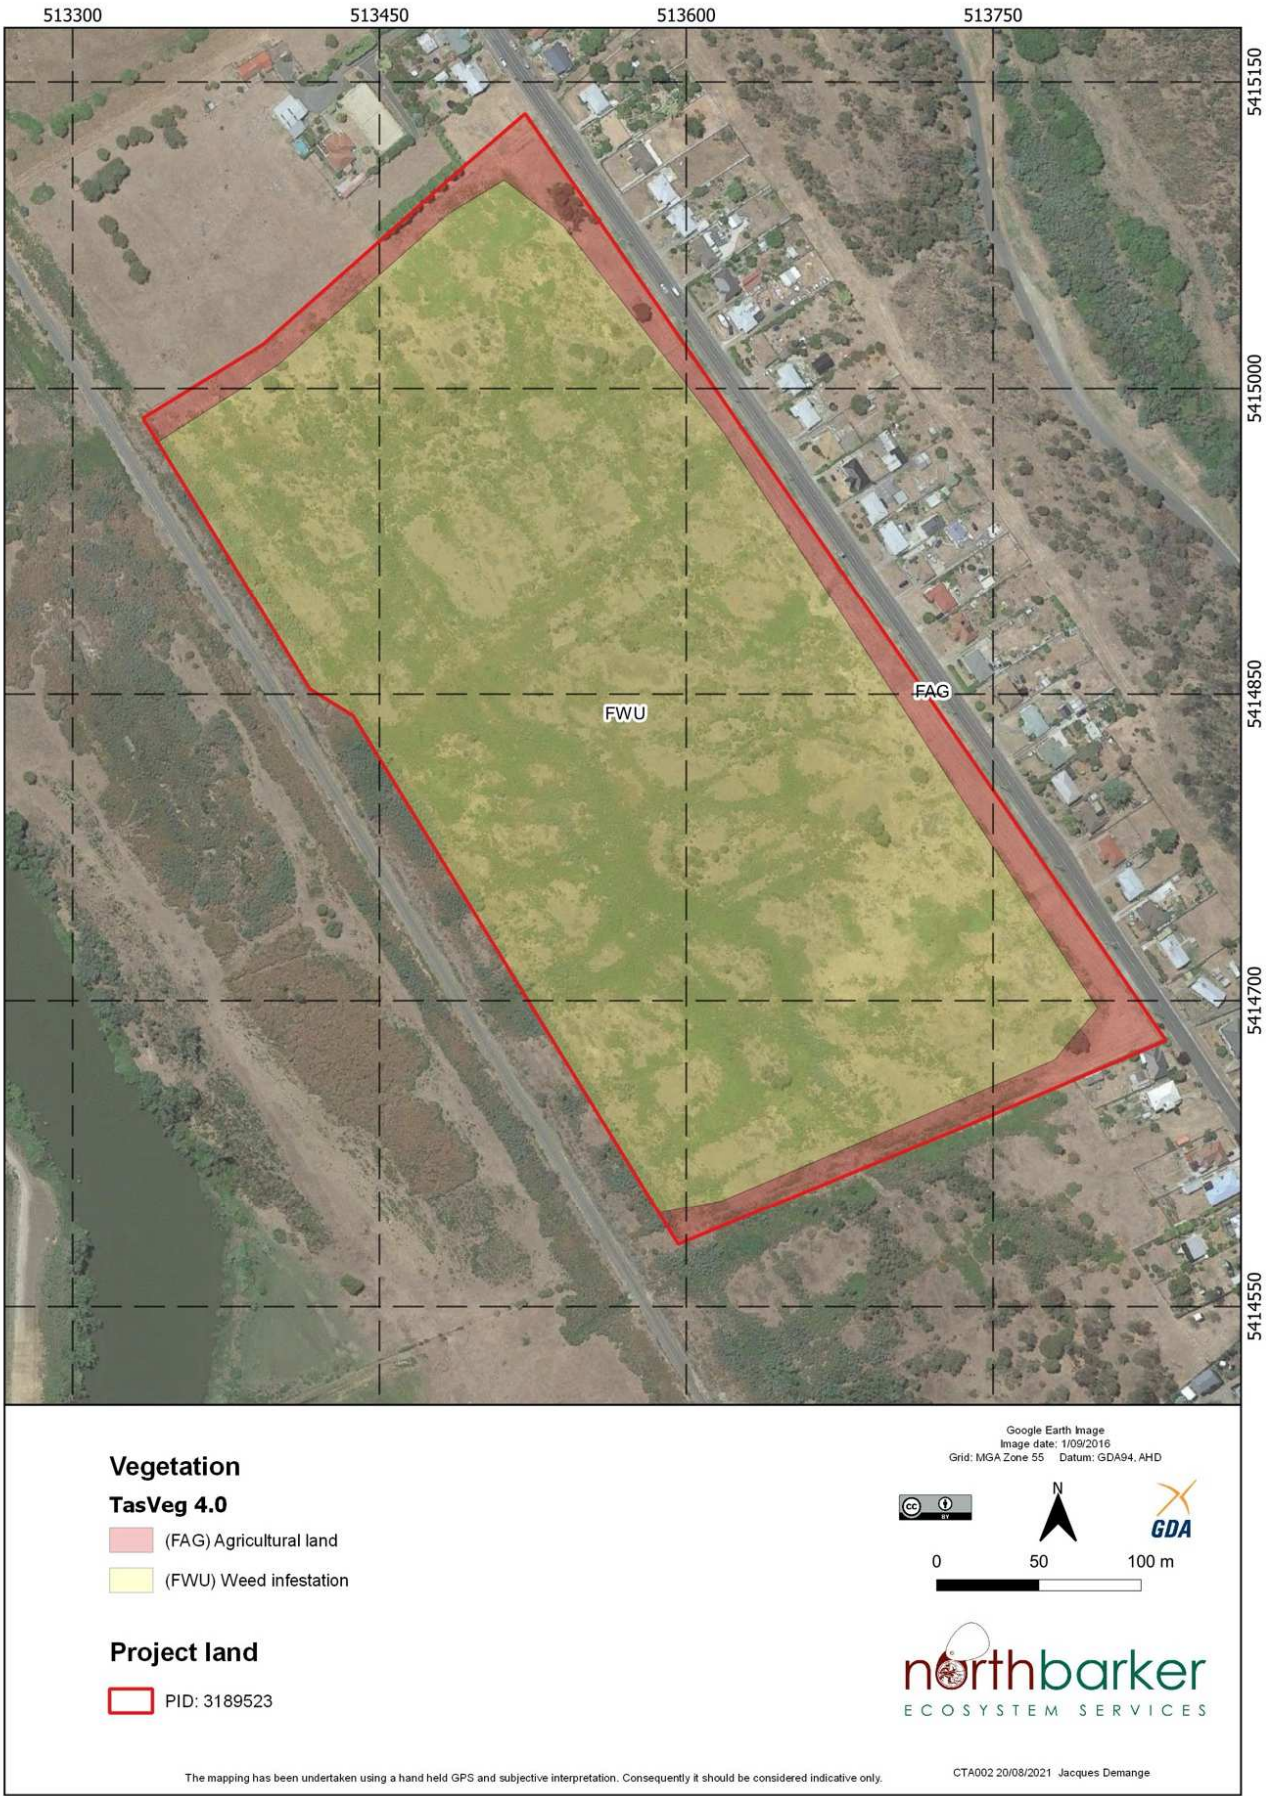 513300 513450 513600 513750
5415150
5415000
5414850
5414700
5414550
FAG
FWU
Vegetation
TasVeg 4.0
(FAG) Agricultural land
(FWU) Weed infestation
Project land
PID: 3189523
Google Earth Image
Image date: 1/09/2016
Grid: MGA Zone 55 Datum: GDA94, AHD
cc
BY
N
GDA
0 50 100 m
northbarker
ECOSYSTEM SERVICES
The mapping has been undertaken using a hand held GPS and subjective interpretation. Consequently it should be considered indicative only.
CTA002 20/08/2021 Jacques Demange